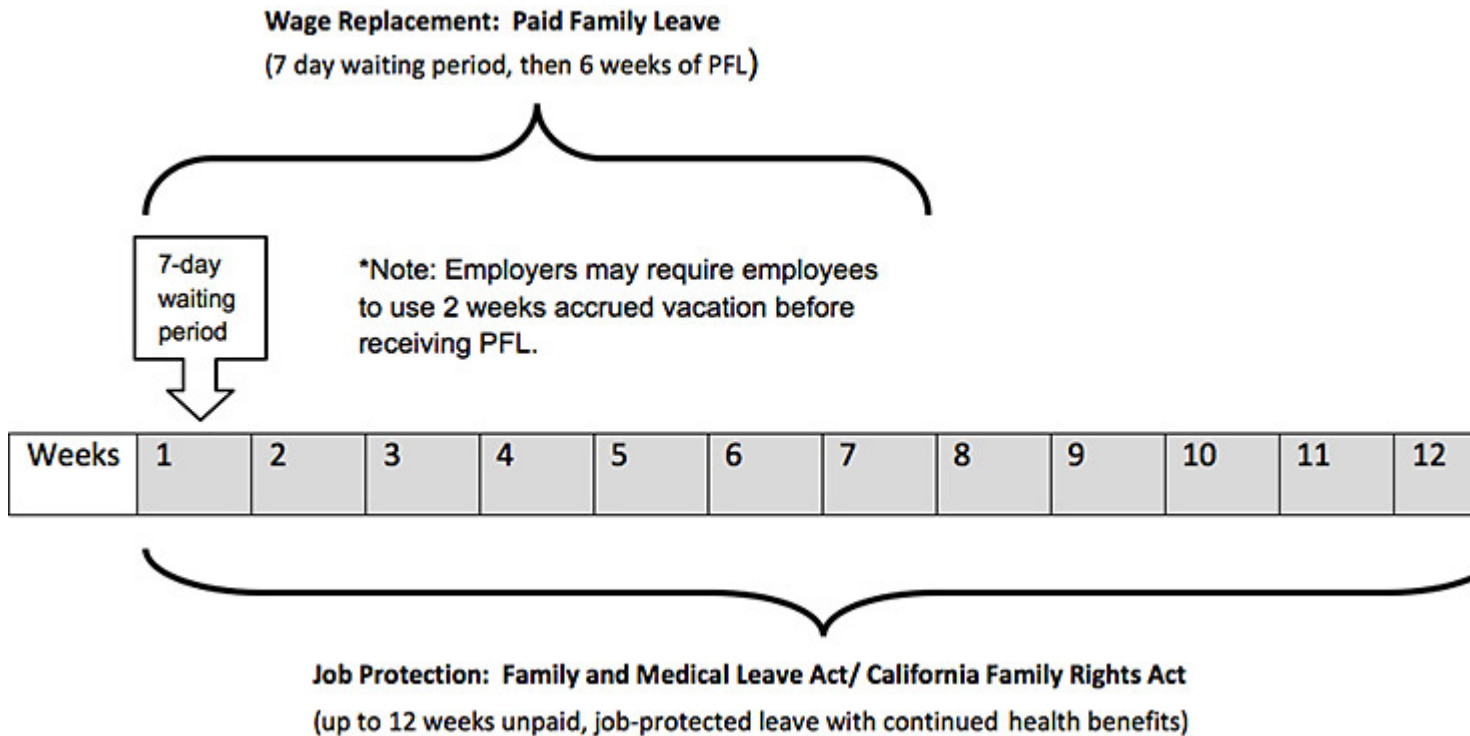 Wage Replacement: Paid Family Leave
(7 day waiting period, then 6 weeks of PFL)
7-day
waiting
period
*Note: Employers may require employees
to use 2 weeks accrued vacation before
receiving PFL.
Weeks 1 2 3 4 5 6 7 8 9 10 11 12
Job Protection: Family and Medical Leave Act/ California Family Rights Act
(up to 12 weeks unpaid, job-protected leave with continued health benefits)